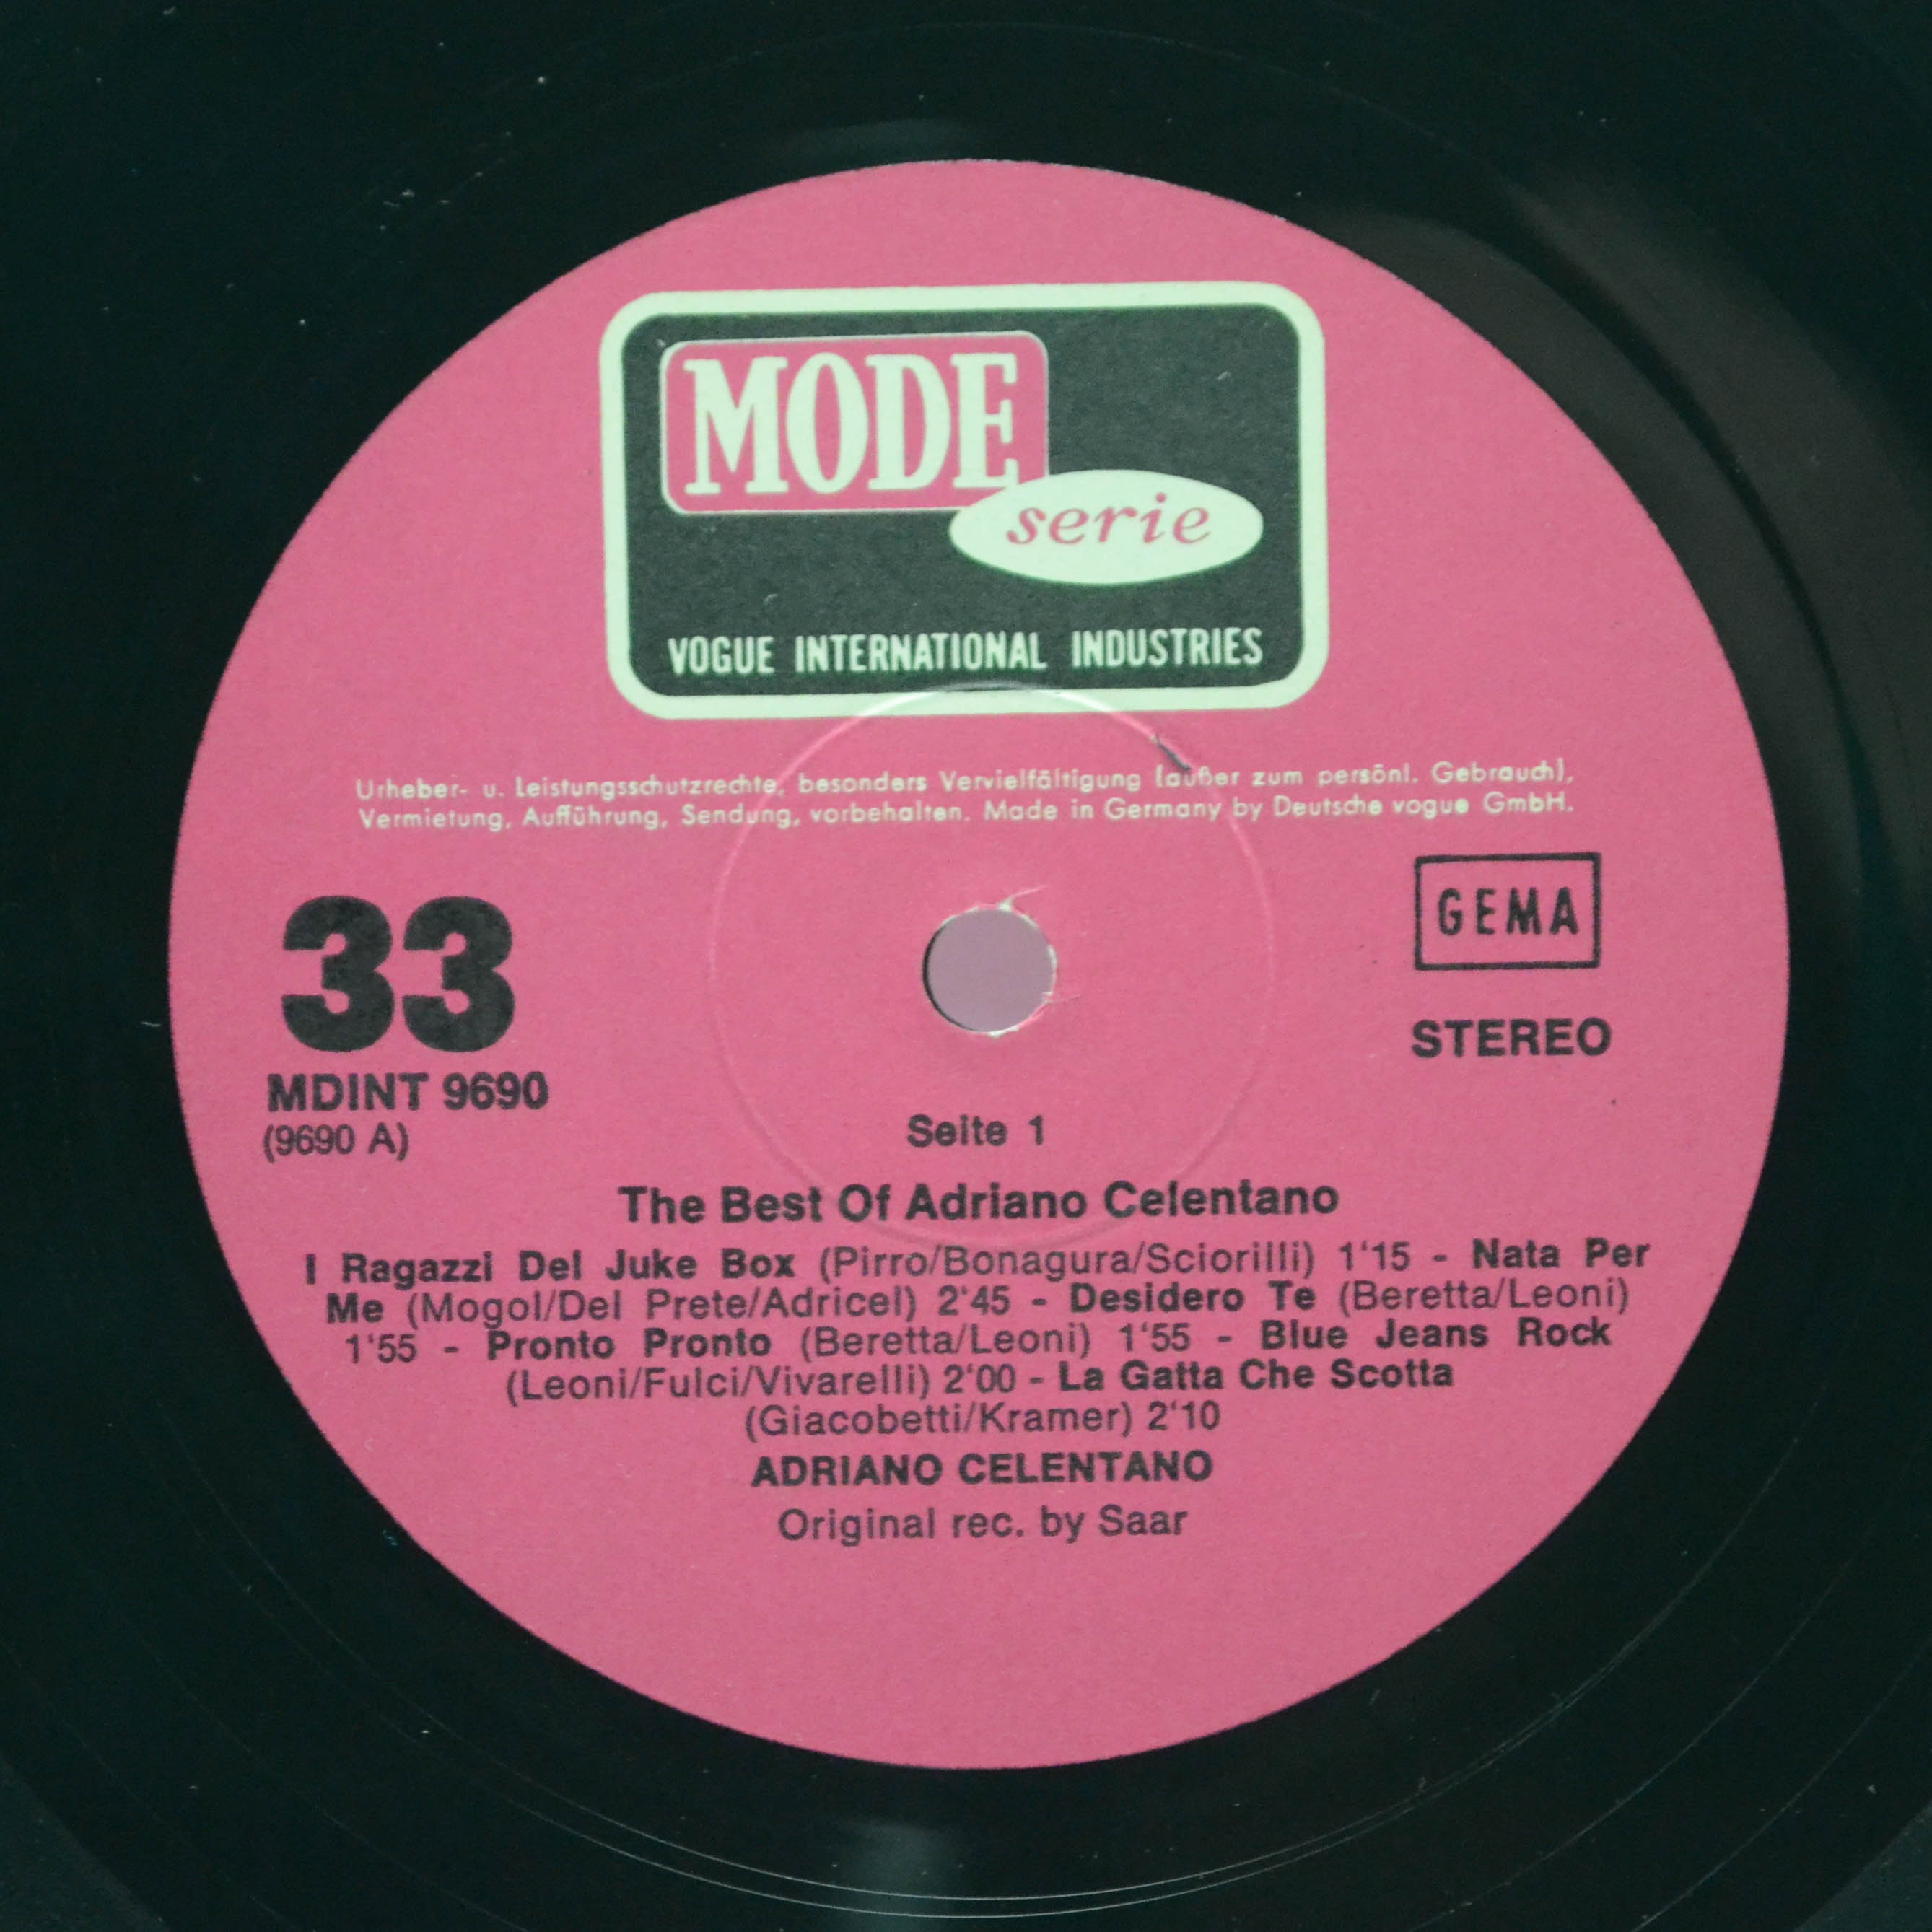 MODE
serie
VOGUE INTERNATIONAL INDUSTRIES
Urheber- u. Leistungsschutzrechte, besonders Vervielfältigung (außer zum persönl. Gebrauch),
Vermietung, Aufführung, Sendung, vorbehalten. Made in Germany by Deutsche vogue GmbH.
33
GEMA
STEREO
MDINT 9690
(9690 A)
Seite 1
The Best Of Adriano Celentano
I Ragazzi Del Juke Box (Pirro/Bonagura/Sciorilli) 1'15 - Nata Per
Me (Mogol/Del Prete/Adricel) 2'45 - Desidero Te (Beretta/Leoni)
1'55 - Pronto Pronto (Beretta/Leoni) 1'55 - Blue Jeans Rock
(Leoni/Fulci/Vivarelli) 2'00 - La Gatta Che Scotta
(Giacobetti/Kramer) 2'10
ADRIANO CELENTANO
Original rec. by Saar